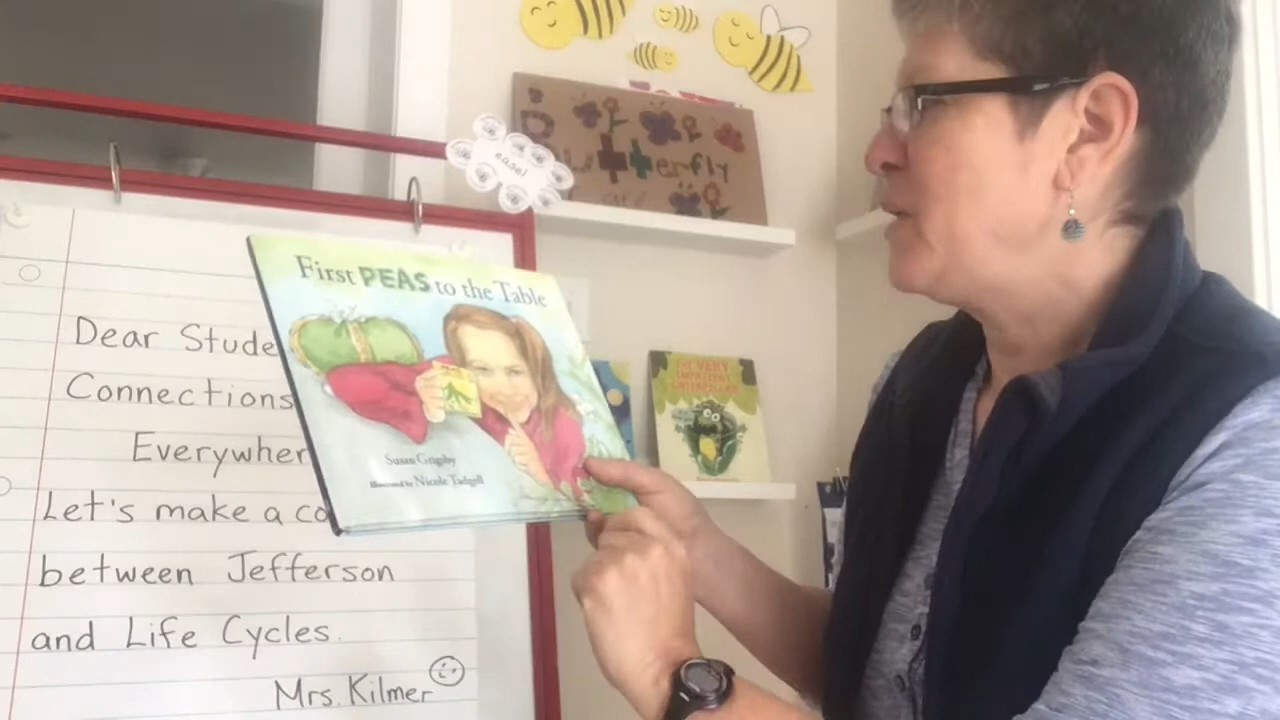 Butterfly
easel
First PEAS to the Table
Susan Grigsby
Illustrated by Nicole Tadgell
THE VERY
IMPATIENT
CATERPILLAR
Dear Stude
Connections
Everywher
Let's make a co
between Jefferson
and Life Cycles.
Mrs. Kilmer